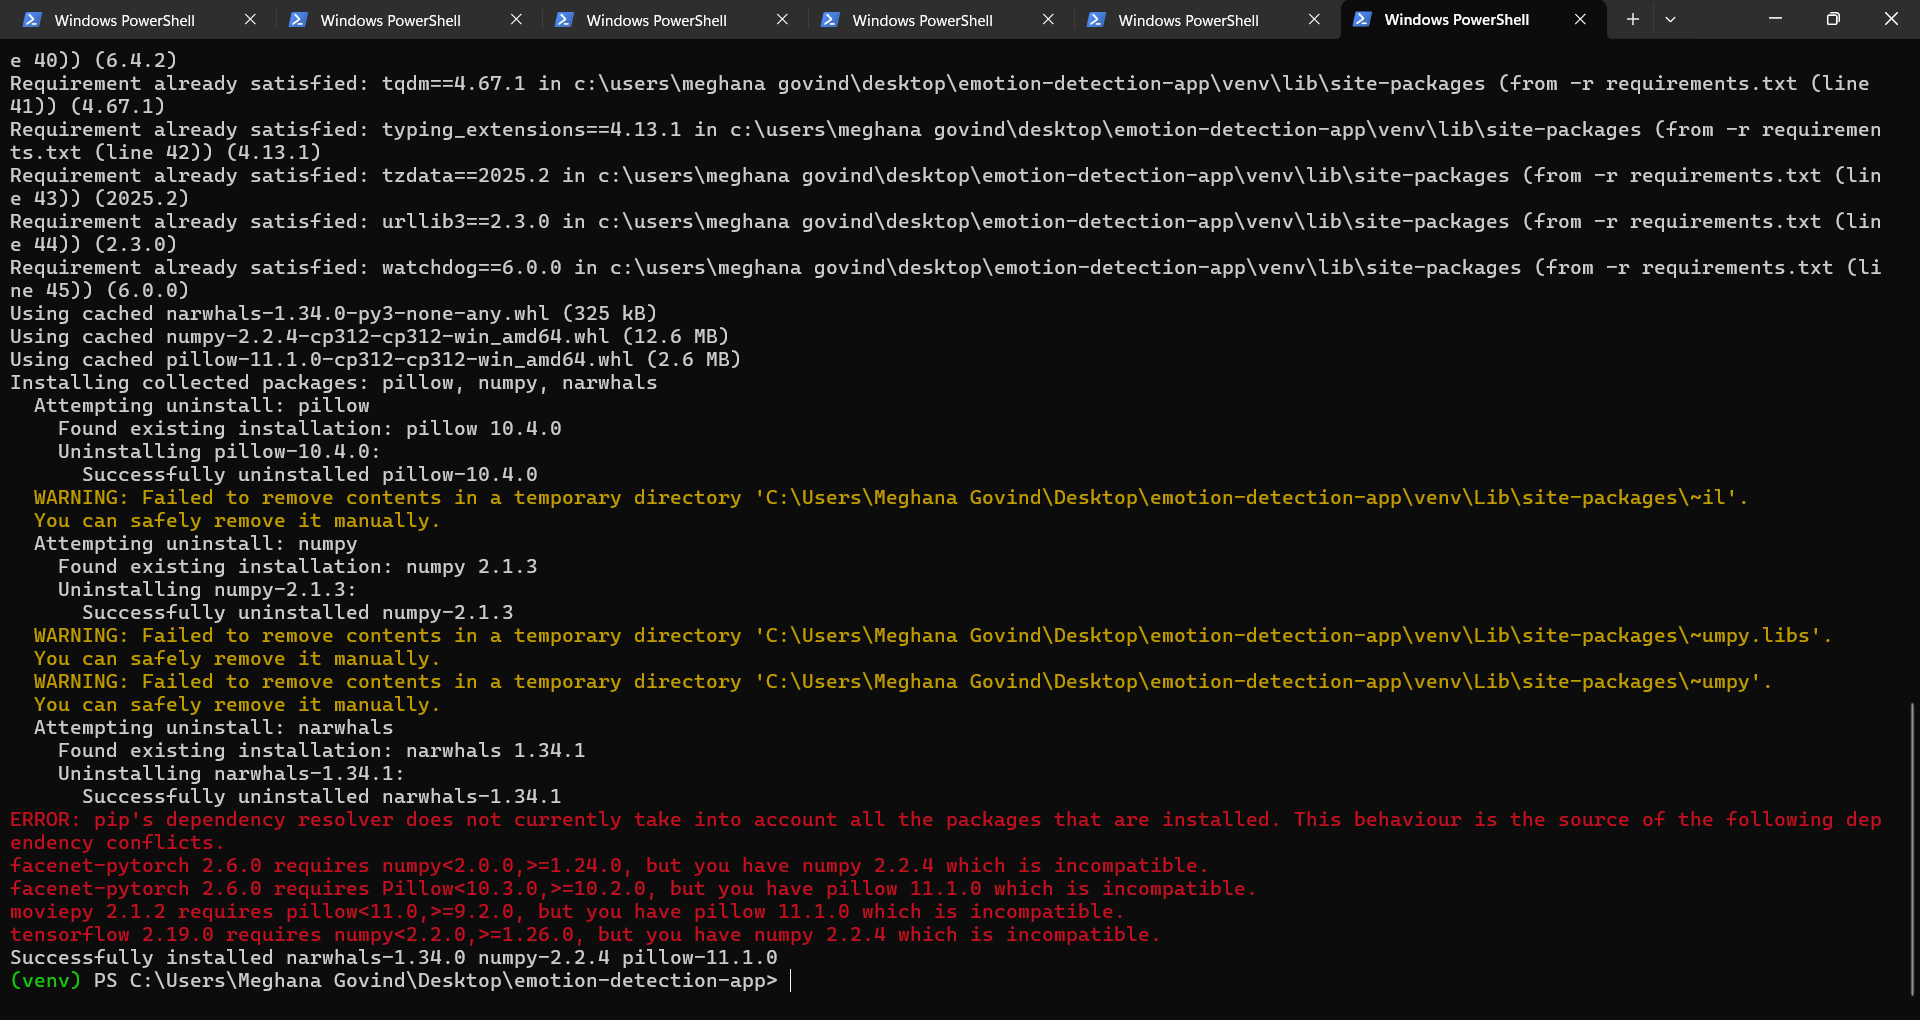 Windows PowerShell
Windows PowerShell
Windows PowerShell
Windows PowerShell
Windows PowerShell
Windows PowerShell
e 40)) (6.4.2)
Requirement already satisfied: tqdm==4.67.1 in c:\users\meghana govind\desktop\emotion-detection-app\venv\lib\site-packages (from -r requirements.txt (line
41)) (4.67.1)
Requirement already satisfied: typing_extensions==4.13.1 in c:\users\meghana govind\desktop\emotion-detection-app\venv\lib\site-packages (from -r requiremen
ts.txt (line 42)) (4.13.1)
Requirement already satisfied: tzdata==2025.2 in c:\users\meghana govind\desktop\emotion-detection-app\venv\lib\site-packages (from -r requirements.txt (lin
e 43)) (2025.2)
Requirement already satisfied: urllib3==2.3.0 in c:\users\meghana govind\desktop\emotion-detection-app\venv\lib\site-packages (from -r requirements.txt (lin
e 44)) (2.3.0)
Requirement already satisfied: watchdog==6.0.0 in c:\users\meghana govind\desktop\emotion-detection-app\venv\lib\site-packages (from -r requirements.txt (li
ne 45)) (6.0.0)
Using cached narwhals-1.34.0-py3-none-any.whl (325 kB)
Using cached numpy-2.2.4-cp312-cp312-win_amd64.whl (12.6 MB)
Using cached pillow-11.1.0-cp312-cp312-win_amd64.whl (2.6 MB)
Installing collected packages: pillow, numpy, narwhals
  Attempting uninstall: pillow
    Found existing installation: pillow 10.4.0
    Uninstalling pillow-10.4.0:
      Successfully uninstalled pillow-10.4.0
  WARNING: Failed to remove contents in a temporary directory 'C:\Users\Meghana Govind\Desktop\emotion-detection-app\venv\Lib\site-packages\~il'.
  You can safely remove it manually.
  Attempting uninstall: numpy
    Found existing installation: numpy 2.1.3
    Uninstalling numpy-2.1.3:
      Successfully uninstalled numpy-2.1.3
  WARNING: Failed to remove contents in a temporary directory 'C:\Users\Meghana Govind\Desktop\emotion-detection-app\venv\Lib\site-packages\~umpy.libs'.
  You can safely remove it manually.
  WARNING: Failed to remove contents in a temporary directory 'C:\Users\Meghana Govind\Desktop\emotion-detection-app\venv\Lib\site-packages\~umpy'.
  You can safely remove it manually.
  Attempting uninstall: narwhals
    Found existing installation: narwhals 1.34.1
    Uninstalling narwhals-1.34.1:
      Successfully uninstalled narwhals-1.34.1
ERROR: pip's dependency resolver does not currently take into account all the packages that are installed. This behaviour is the source of the following dep
endency conflicts.
facenet-pytorch 2.6.0 requires numpy<2.0.0,>=1.24.0, but you have numpy 2.2.4 which is incompatible.
facenet-pytorch 2.6.0 requires Pillow<10.3.0,>=10.2.0, but you have pillow 11.1.0 which is incompatible.
moviepy 2.1.2 requires pillow<11.0,>=9.2.0, but you have pillow 11.1.0 which is incompatible.
tensorflow 2.19.0 requires numpy<2.2.0,>=1.26.0, but you have numpy 2.2.4 which is incompatible.
Successfully installed narwhals-1.34.0 numpy-2.2.4 pillow-11.1.0
(venv) PS C:\Users\Meghana Govind\Desktop\emotion-detection-app>